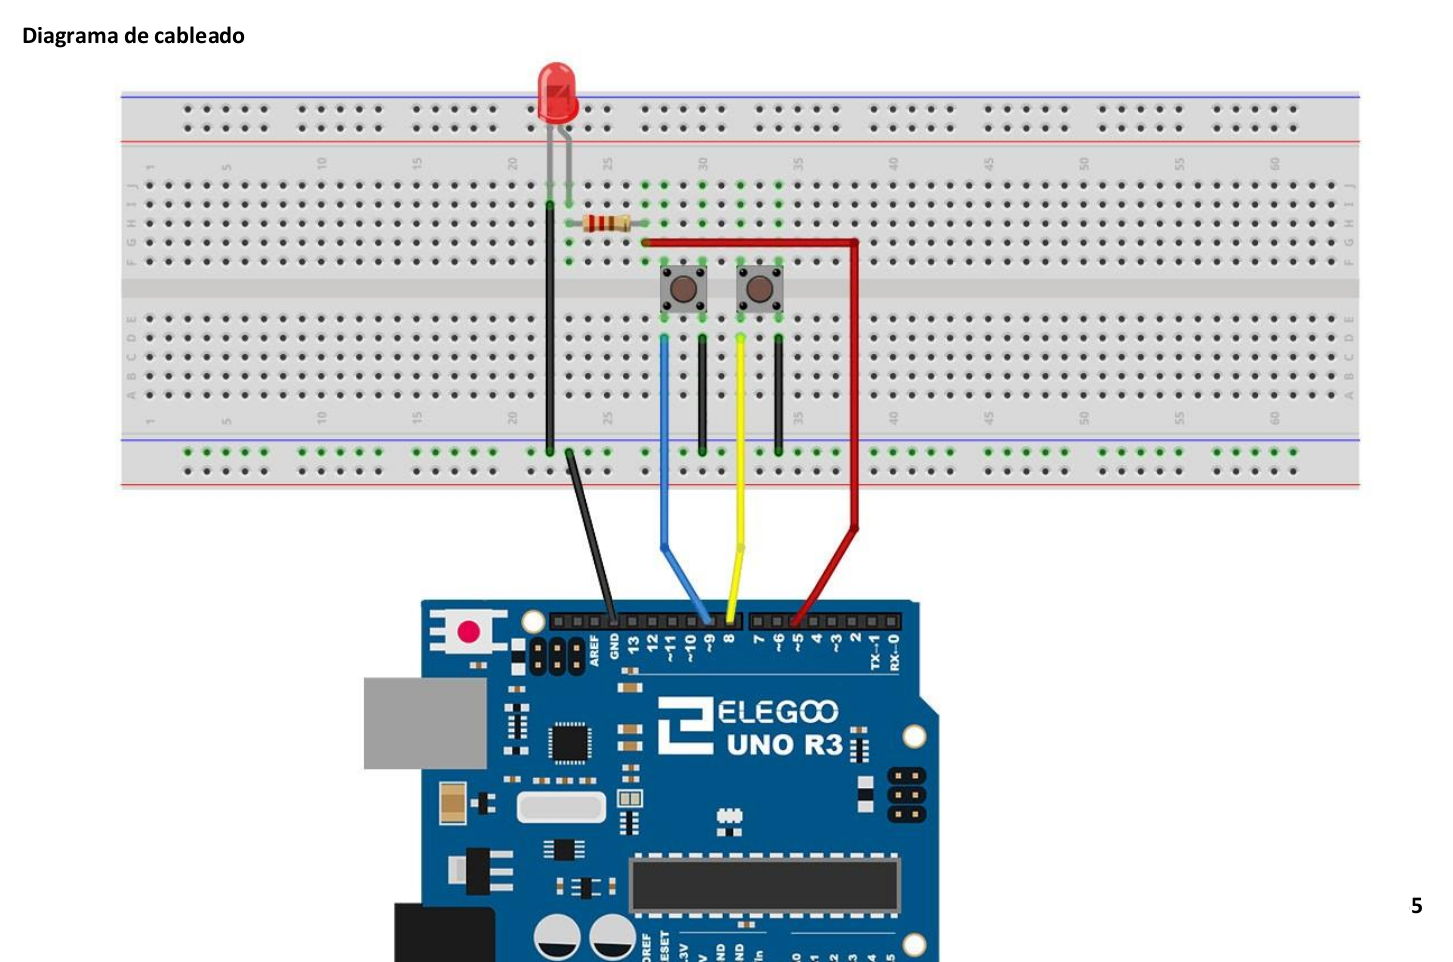 Diagrama de cableado
1 5 10 15 20 25 30 35 40 45 50 55 60
J J
I I
H H
G G
F F
E E
D D
C C
B B
A A
1 5 10 15 20 25 30 35 40 45 50 55 60
AREF GND 13 12 ~11 ~10 ~9 8 7 ~6 ~5 4 ~3 2 TX→1 RX←0
ELEGOO
UNO R3
5